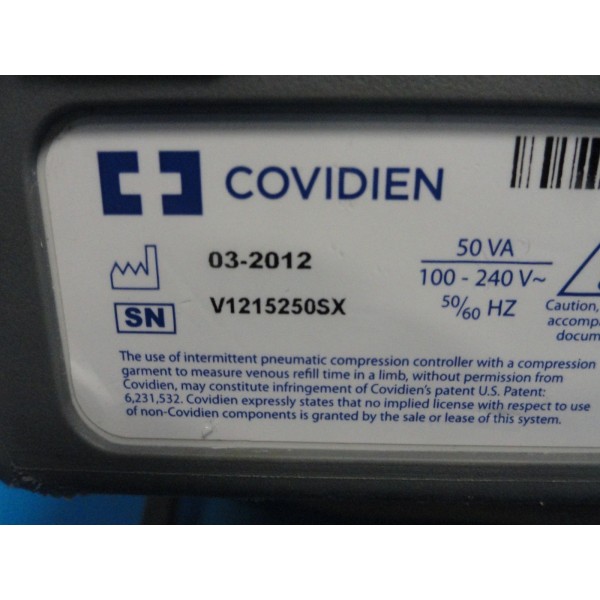 COVIDIEN
03-2012
SN V1215250SX
50 VA
100 - 240 V~
50/60 HZ
Caution,
accomp
docum
The use of intermittent pneumatic compression controller with a compression
garment to measure venous refill time in a limb, without permission from
Covidien, may constitute infringement of Covidien's patent U.S. Patent:
6,231,532. Covidien expressly states that no implied license with respect to use
of non-Covidien components is granted by the sale or lease of this system.